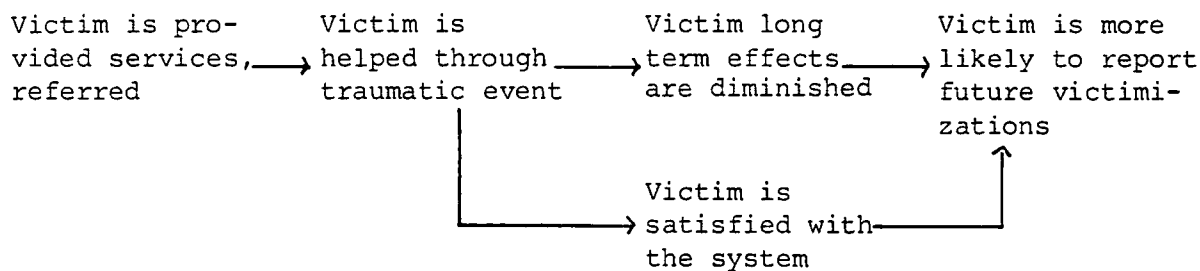 Victim is pro-
vided services,
referred
Victim is
helped through
traumatic event
Victim long
term effects
are diminished
Victim is more
likely to report
future victimi-
zations
Victim is
satisfied with
the system